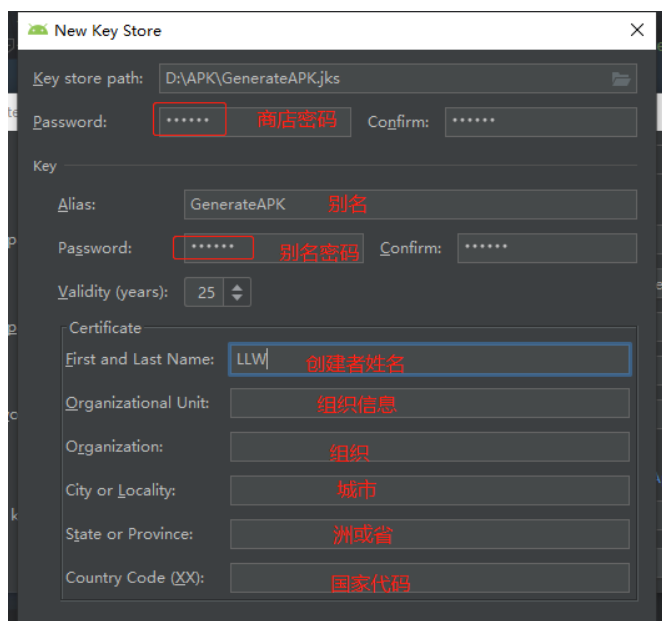 New Key Store
Key store path: D:\APK\GenerateAPK.jks
Password: •••••• 商店密码 Confirm: ••••••
Key
Alias: GenerateAPK 别名
Password: •••••• 别名密码 Confirm: ••••••
Validity (years): 25
Certificate
First and Last Name: LLW 创建者姓名
Organizational Unit: 组织信息
Organization: 组织
City or Locality: 城市
State or Province: 洲或省
Country Code (XX): 国家代码